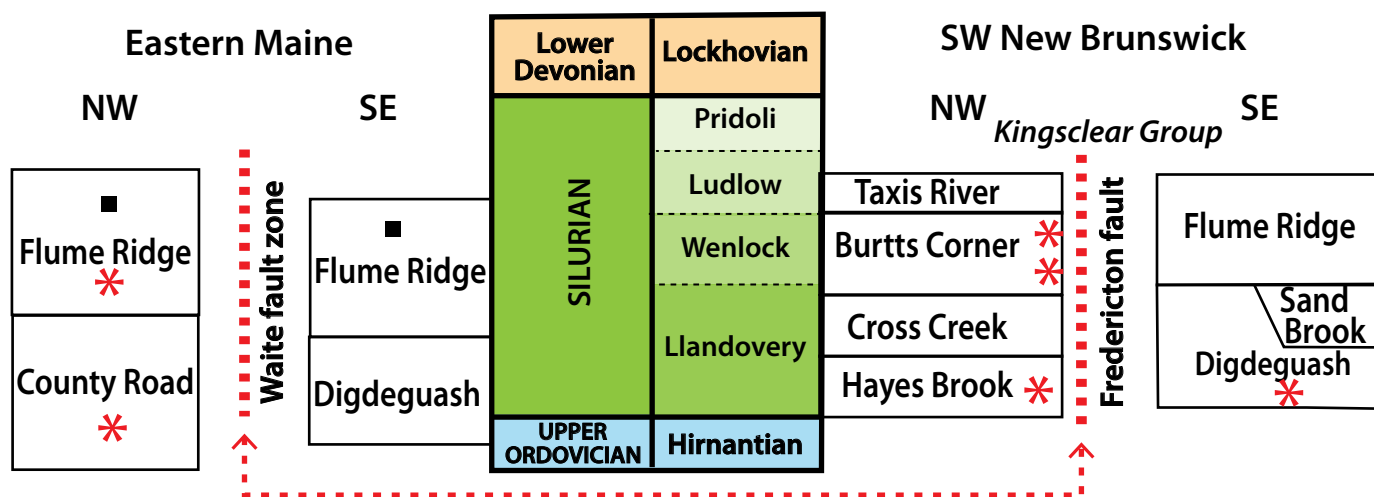 Eastern Maine
SW New Brunswick
NW
SE
NW
Kingsclear Group
SE
Lower
Devonian
Lockhovian
SILURIAN
Pridoli
Ludlow
Wenlock
Llandovery
UPPER
ORDOVICIAN
Hirnantian
Flume Ridge
County Road
Waite fault zone
Flume Ridge
Digdeguash
Taxis River
Burtts Corner
Cross Creek
Hayes Brook
Fredericton fault
Flume Ridge
Sand
Brook
Digdeguash